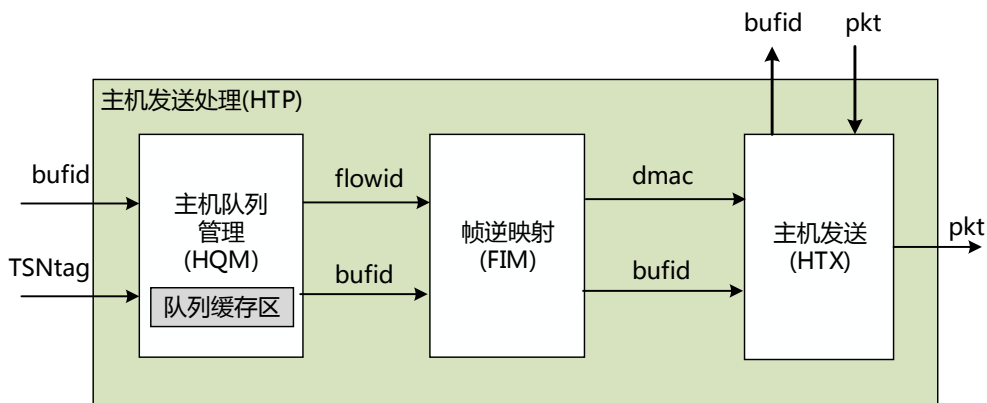 bufid
pkt
主机发送处理(HTP)
bufid
TSNtag
主机队列
管理
(HQM)
队列缓存区
flowid
bufid
帧逆映射
(FIM)
dmac
bufid
主机发送
(HTX)
pkt